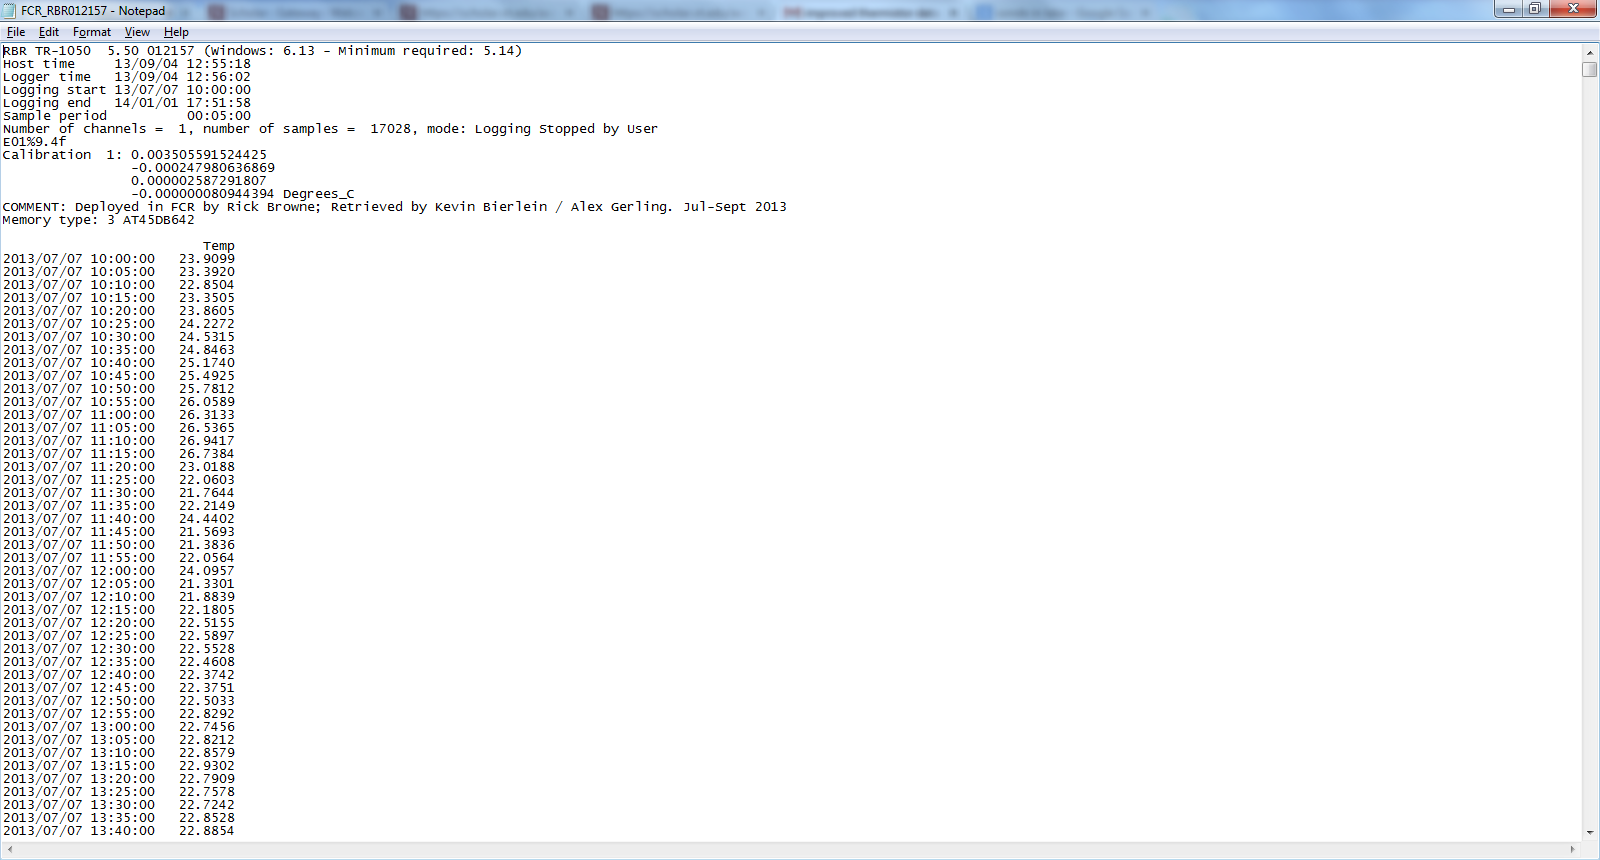 FCR_RBR012157 - Notepad
File Edit Format View Help
RBR TR-1050  5.50 012157 (Windows: 6.13 - Minimum required: 5.14)
Host time     13/09/04 12:55:18
Logger time   13/09/04 12:56:02
Logging start 13/07/07 10:00:00
Logging end   14/01/01 17:51:58
Sample period          00:05:00
Number of channels =  1, number of samples =  17028, mode: Logging Stopped by User
E01%9.4f
Calibration  1: 0.003505591524425
-0.000247980636869
0.000002587291807
-0.000000080944394 Degrees_C
COMMENT: Deployed in FCR by Rick Browne; Retrieved by Kevin Bierlein / Alex Gerling. Jul-Sept 2013
Memory type: 3 AT45DB642
Temp
2013/07/07 10:00:00   23.9099
2013/07/07 10:05:00   23.3920
2013/07/07 10:10:00   22.8504
2013/07/07 10:15:00   23.3505
2013/07/07 10:20:00   23.8605
2013/07/07 10:25:00   24.2272
2013/07/07 10:30:00   24.5315
2013/07/07 10:35:00   24.8463
2013/07/07 10:40:00   25.1740
2013/07/07 10:45:00   25.4925
2013/07/07 10:50:00   25.7812
2013/07/07 10:55:00   26.0589
2013/07/07 11:00:00   26.3133
2013/07/07 11:05:00   26.5365
2013/07/07 11:10:00   26.9417
2013/07/07 11:15:00   26.7384
2013/07/07 11:20:00   23.0188
2013/07/07 11:25:00   22.0603
2013/07/07 11:30:00   21.7644
2013/07/07 11:35:00   22.2149
2013/07/07 11:40:00   24.4402
2013/07/07 11:45:00   21.5693
2013/07/07 11:50:00   21.3836
2013/07/07 11:55:00   22.0564
2013/07/07 12:00:00   24.0957
2013/07/07 12:05:00   21.3301
2013/07/07 12:10:00   21.8839
2013/07/07 12:15:00   22.1805
2013/07/07 12:20:00   22.5155
2013/07/07 12:25:00   22.5897
2013/07/07 12:30:00   22.5528
2013/07/07 12:35:00   22.4608
2013/07/07 12:40:00   22.3742
2013/07/07 12:45:00   22.3751
2013/07/07 12:50:00   22.5033
2013/07/07 12:55:00   22.8292
2013/07/07 13:00:00   22.7456
2013/07/07 13:05:00   22.8212
2013/07/07 13:10:00   22.8579
2013/07/07 13:15:00   22.9302
2013/07/07 13:20:00   22.7909
2013/07/07 13:25:00   22.7578
2013/07/07 13:30:00   22.7242
2013/07/07 13:35:00   22.8528
2013/07/07 13:40:00   22.8854